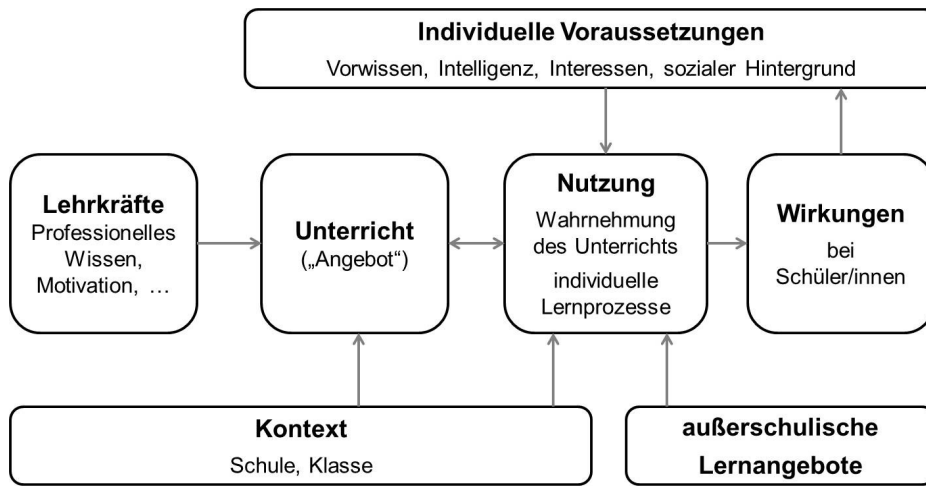 Individuelle Voraussetzungen
Vorwissen, Intelligenz, Interessen, sozialer Hintergrund
Lehrkräfte
Professionelles
Wissen,
Motivation, …
Unterricht
(„Angebot“)
Nutzung
Wahrnehmung
des Unterrichts
individuelle
Lernprozesse
Wirkungen
bei
Schüler/innen
Kontext
Schule, Klasse
außerschulische
Lernangebote